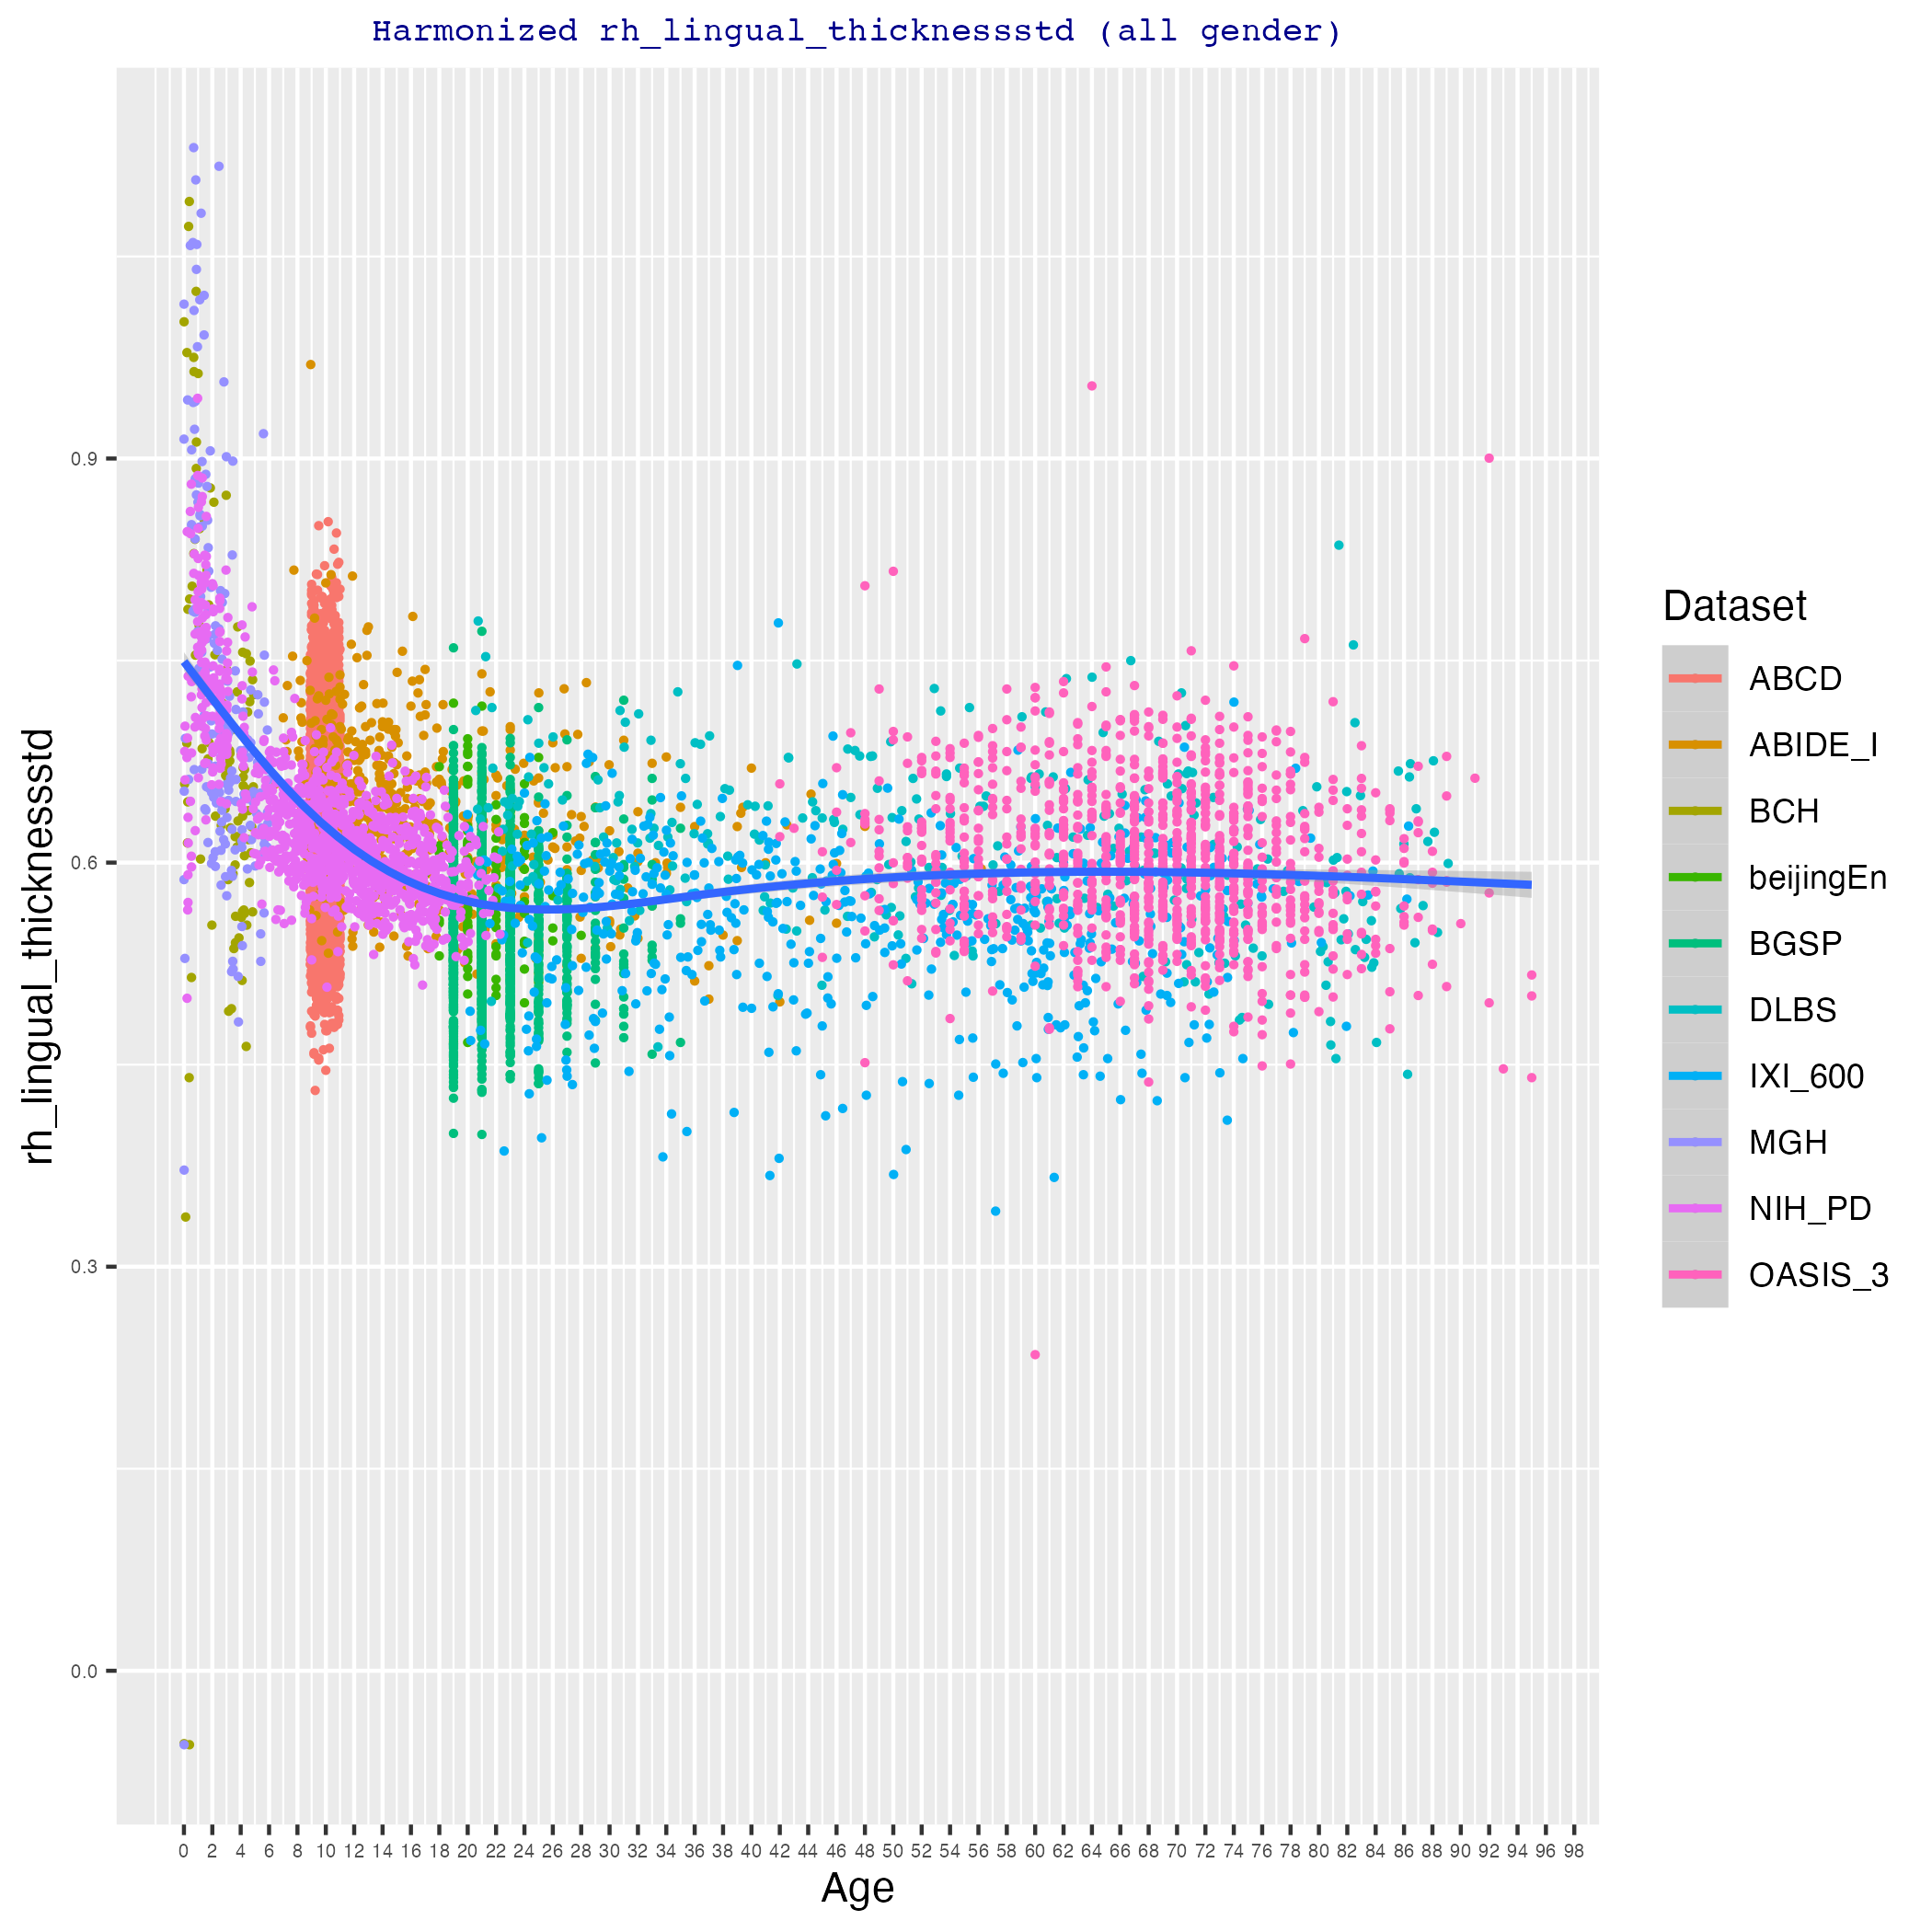 Harmonized rh_lingual_thicknessstd (all gender)
rh_lingual_thicknessstd
0.9
0.6
0.3
0.0
0 2 4 6 8 10 12 14 16 18 20 22 24 26 28 30 32 34 36 38 40 42 44 46 48 50 52 54 56 58 60 62 64 66 68 70 72 74 76 78 80 82 84 86 88 90 92 94 96 98
Age
Dataset
ABCD
ABIDE_I
BCH
beijingEn
BGSP
DLBS
IXI_600
MGH
NIH_PD
OASIS_3